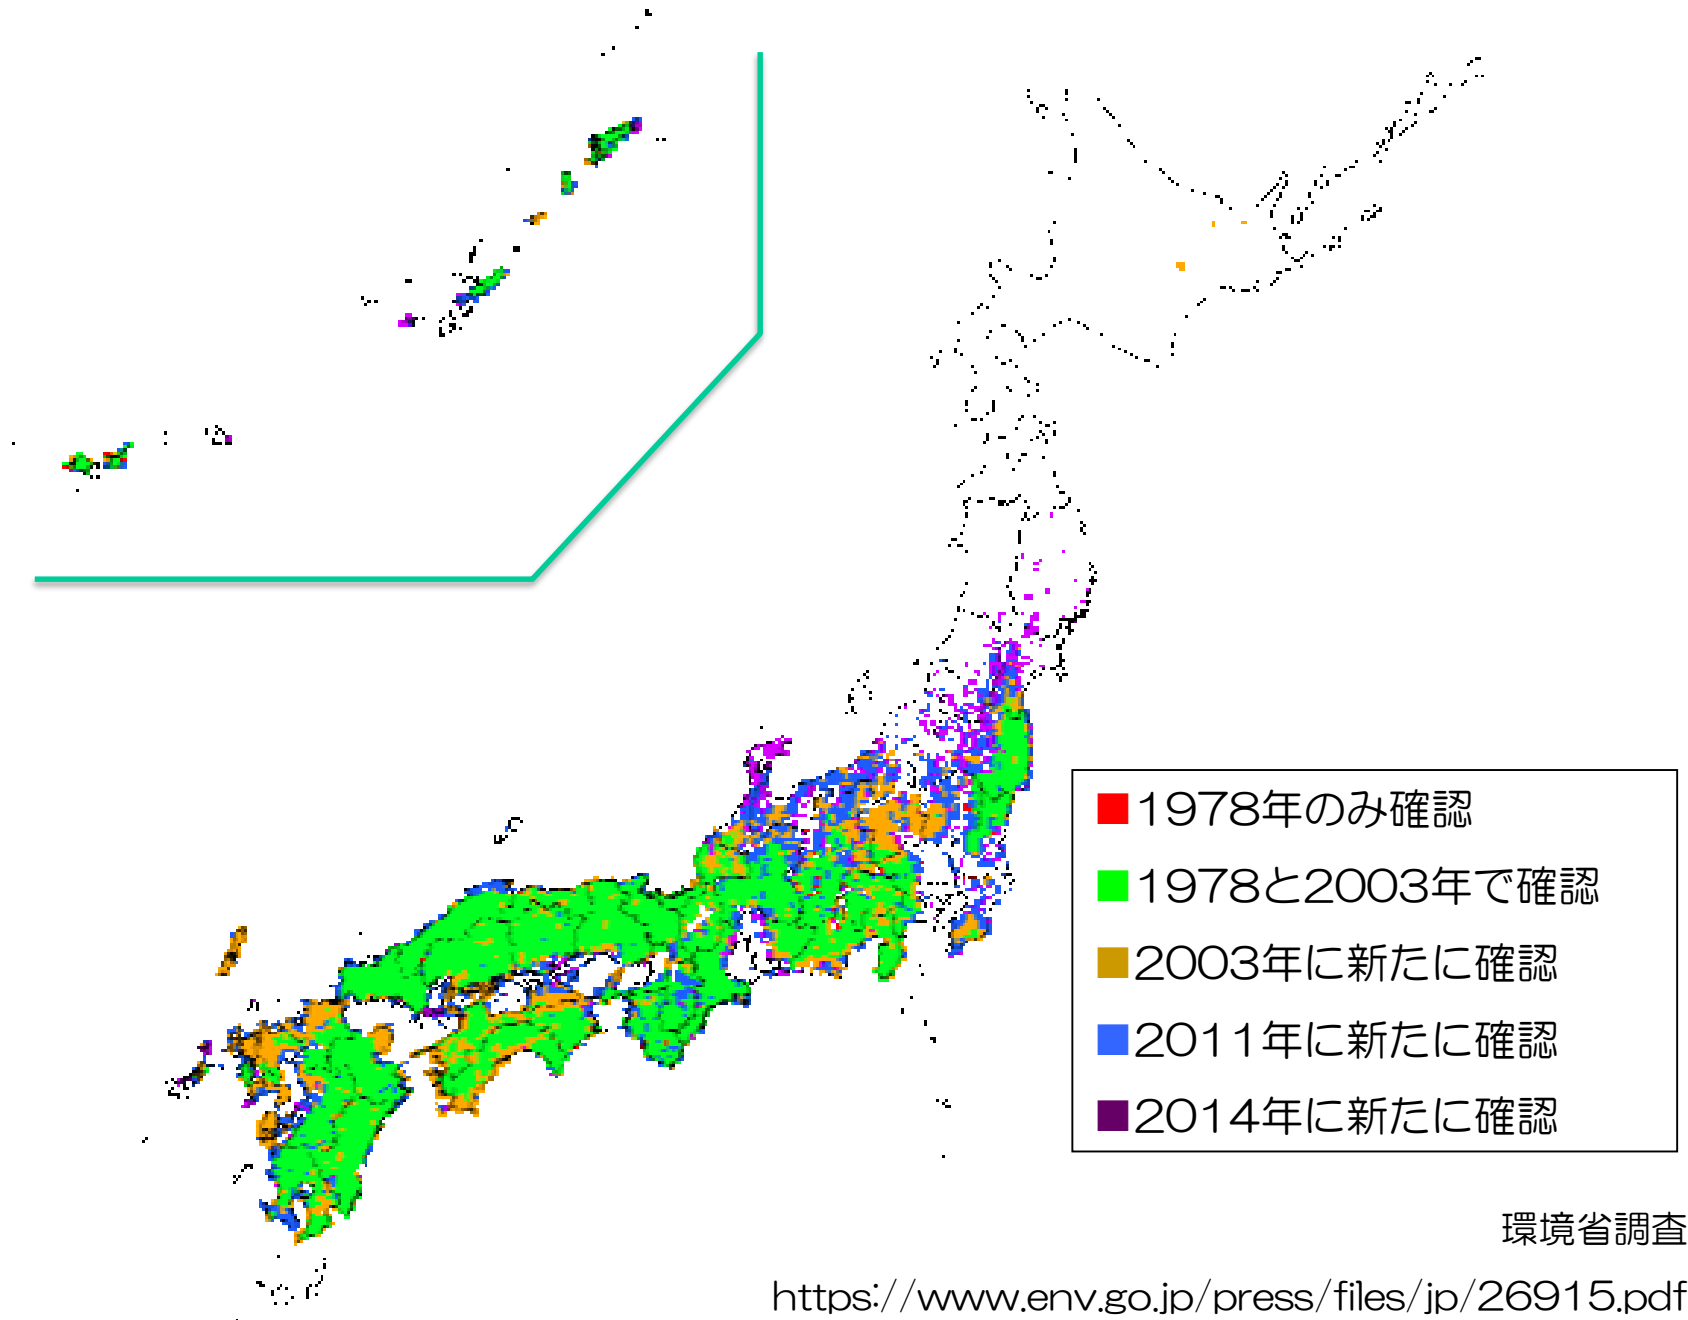 ■1978年のみ確認
■1978と2003年で確認
■2003年に新たに確認
■2011年に新たに確認
■2014年に新たに確認
環境省調査
https://www.env.go.jp/press/files/jp/26915.pdf